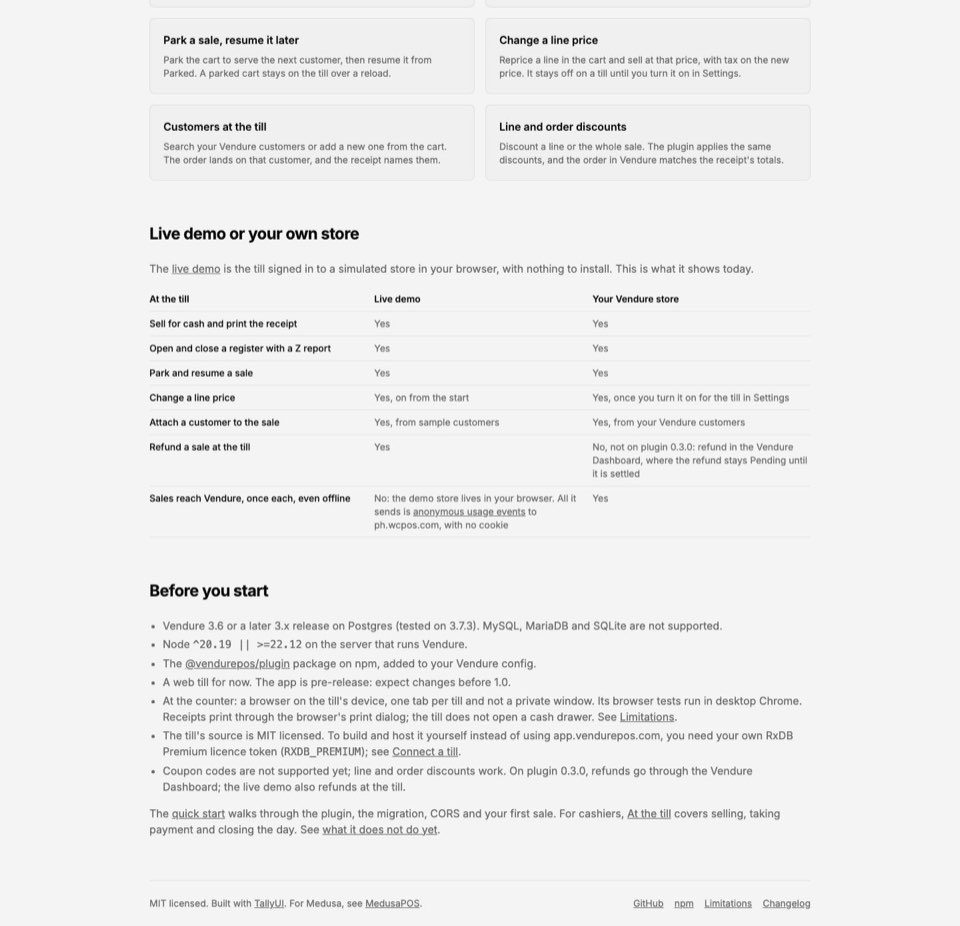 Park a sale, resume it later
Park the cart to serve the next customer, then resume it from
Parked. A parked cart stays on the till over a reload.
Change a line price
Reprice a line in the cart and sell at that price, with tax on the new
price. It stays off on a till until you turn it on in Settings.
Customers at the till
Search your Vendure customers or add a new one from the cart.
The order lands on that customer, and the receipt names them.
Line and order discounts
Discount a line or the whole sale. The plugin applies the same
discounts, and the order in Vendure matches the receipt's totals.
Live demo or your own store
The live demo is the till signed in to a simulated store in your browser, with nothing to install. This is what it shows today.
At the till Live demo Your Vendure store
Sell for cash and print the receipt Yes Yes
Open and close a register with a Z report Yes Yes
Park and resume a sale Yes Yes
Change a line price Yes, on from the start Yes, once you turn it on for the till in Settings
Attach a customer to the sale Yes, from sample customers Yes, from your Vendure customers
Refund a sale at the till Yes No, not on plugin 0.3.0: refund in the Vendure
Dashboard, where the refund stays Pending until
it is settled
Sales reach Vendure, once each, even offline No: the demo store lives in your browser. All it Yes
sends is anonymous usage events to
ph.wcpos.com, with no cookie
Before you start
• Vendure 3.6 or a later 3.x release on Postgres (tested on 3.7.3). MySQL, MariaDB and SQLite are not supported.
• Node ^20.19 || >=22.12 on the server that runs Vendure.
• The @vendurepos/plugin package on npm, added to your Vendure config.
• A web till for now. The app is pre-release: expect changes before 1.0.
• At the counter: a browser on the till's device, one tab per till and not a private window. Its browser tests run in desktop Chrome.
Receipts print through the browser's print dialog; the till does not open a cash drawer. See Limitations.
• The till's source is MIT licensed. To build and host it yourself instead of using app.vendurepos.com, you need your own RxDB
Premium licence token (RXDB_PREMIUM); see Connect a till.
• Coupon codes are not supported yet; line and order discounts work. On plugin 0.3.0, refunds go through the Vendure
Dashboard; the live demo also refunds at the till.
The quick start walks through the plugin, the migration, CORS and your first sale. For cashiers, At the till covers selling, taking
payment and closing the day. See what it does not do yet.
MIT licensed. Built with TallyUI. For Medusa, see MedusaPOS.
GitHub npm Limitations Changelog